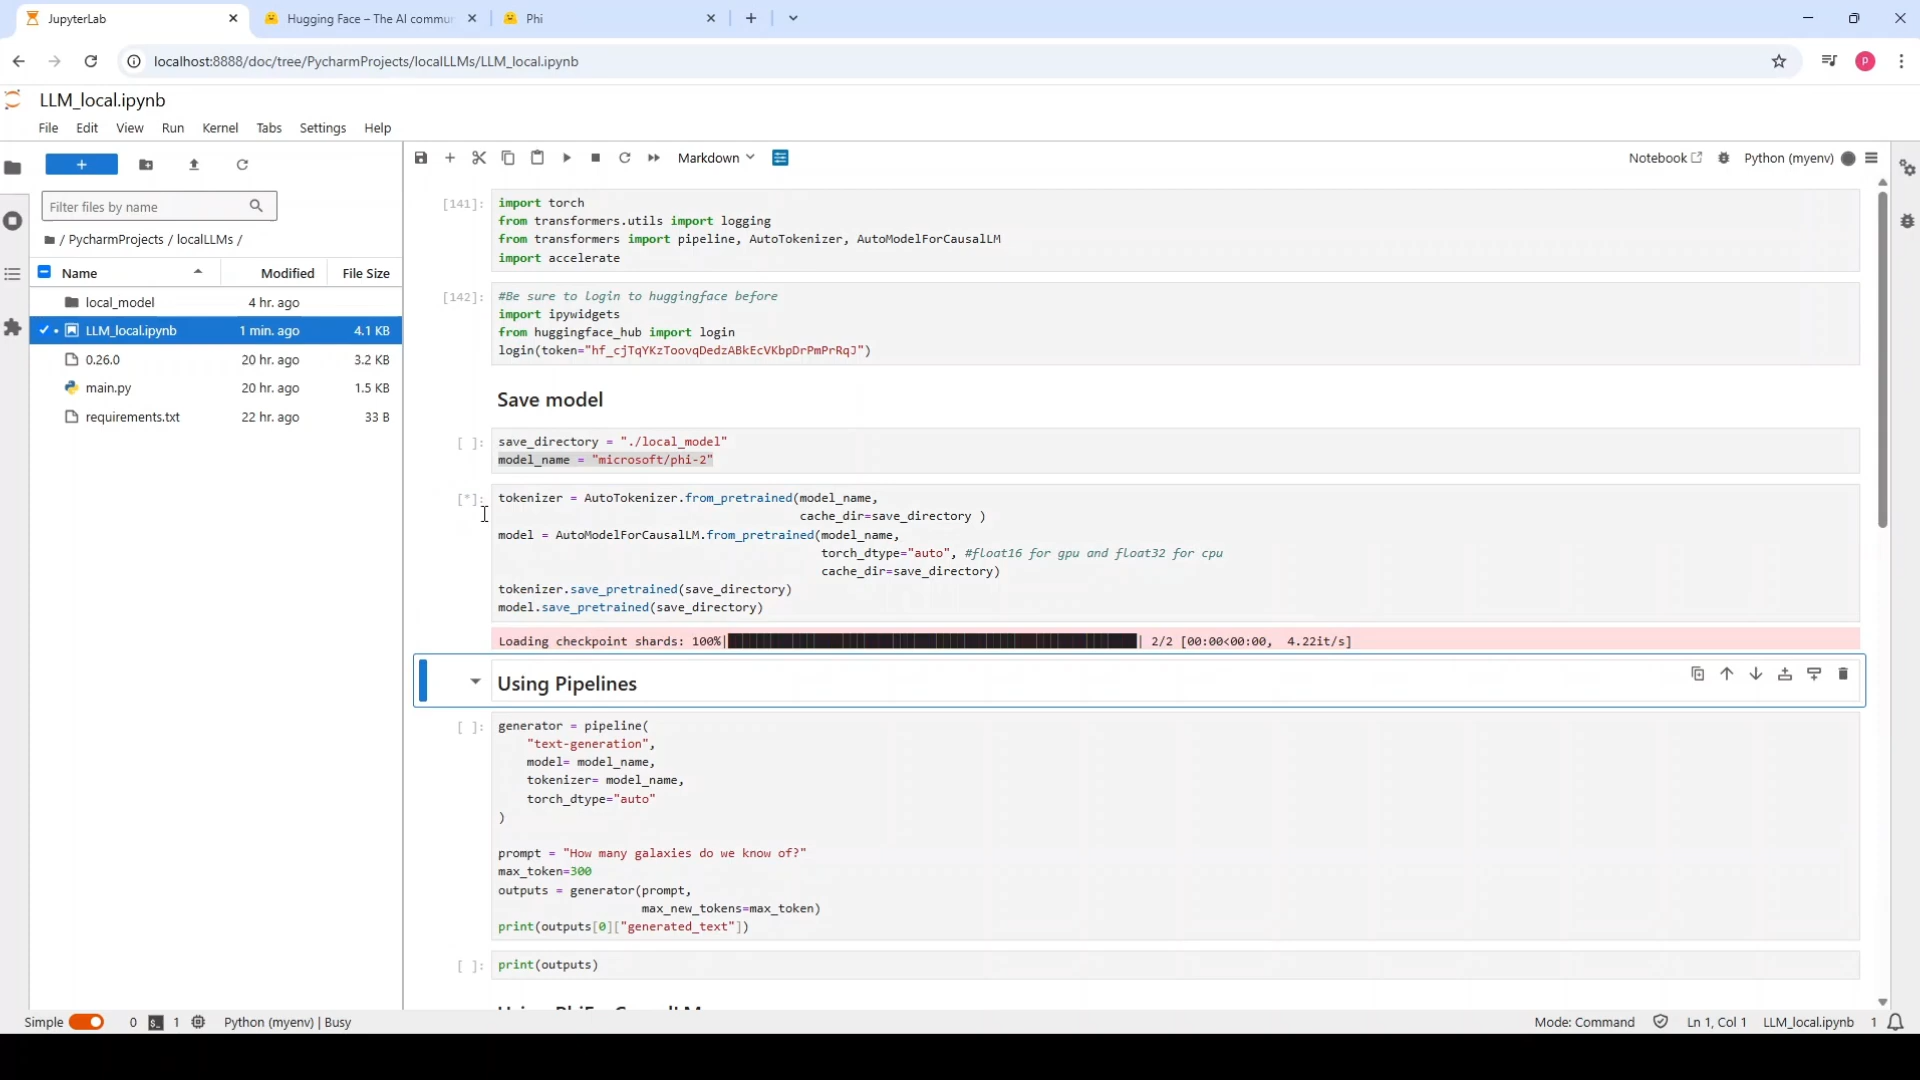 JupyterLab
Hugging Face – The AI commun
Phi
localhost:8888/doc/tree/PycharmProjects/localLLMs/LLM_local.ipynb
P
LLM_local.ipynb
File Edit View Run Kernel Tabs Settings Help
Markdown
Notebook
Python (myenv)
Filter files by name
/ PycharmProjects / localLLMs /
Name Modified File Size
local_model 4 hr. ago
LLM_local.ipynb 1 min. ago 4.1 KB
0.26.0 20 hr. ago 3.2 KB
main.py 20 hr. ago 1.5 KB
requirements.txt 22 hr. ago 33 B
[141]: import torch
from transformers.utils import logging
from transformers import pipeline, AutoTokenizer, AutoModelForCausalLM
import accelerate
[142]: #Be sure to login to huggingface before
import ipywidgets
from huggingface_hub import login
login(token="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")
Save model
[ ]: save_directory = "./local_model"
model_name = "microsoft/phi-2"
[*]: tokenizer = AutoTokenizer.from_pretrained(model_name,
cache_dir=save_directory )
model = AutoModelForCausalLM.from_pretrained(model_name,
torch_dtype="auto", #float16 for gpu and float32 for cpu
cache_dir=save_directory)
tokenizer.save_pretrained(save_directory)
model.save_pretrained(save_directory)
Loading checkpoint shards: 100%| | 2/2 [00:00<00:00, 4.22it/s]
Using Pipelines
[ ]: generator = pipeline(
"text-generation",
model= model_name,
tokenizer= model_name,
torch_dtype="auto"
)
prompt = "How many galaxies do we know of?"
max_token=300
outputs = generator(prompt,
max_new_tokens=max_token)
print(outputs[0]["generated_text"])
[ ]: print(outputs)
Simple 0 1 Python (myenv) | Busy
Mode: Command Ln 1, Col 1 LLM_local.ipynb 1